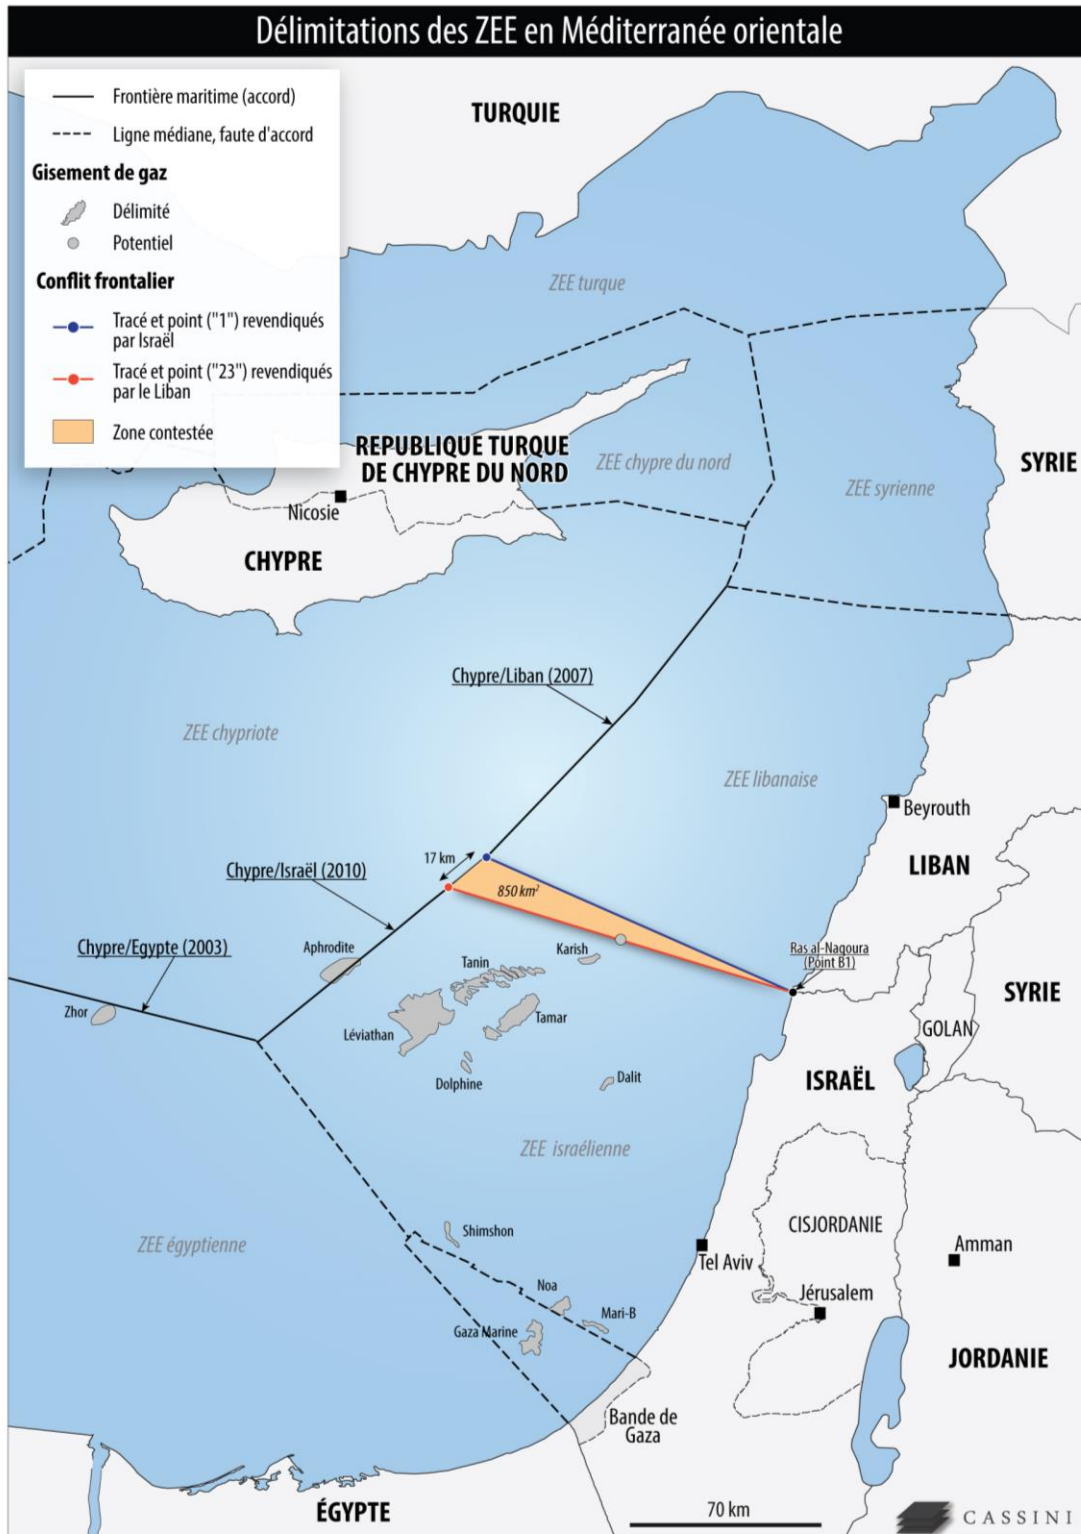 Délimitations des ZEE en Méditerranée orientale
Frontière maritime (accord)
Ligne médiane, faute d'accord
Gisement de gaz
Délimité
Potentiel
Conflit frontalier
Tracé et point ("1") revendiqués
par Israël
Tracé et point ("23") revendiqués
par le Liban
Zone contestée
TURQUIE
ZEE turque
REPUBLIQUE TURQUE
DE CHYPRE DU NORD
ZEE chypre du nord
ZEE syrienne
SYRIE
Nicosie
CHYPRE
Chypre/Liban (2007)
ZEE chypriote
ZEE libanaise
Beyrouth
LIBAN
17 km
850 km²
Chypre/Israël (2010)
Chypre/Egypte (2003)
Aphrodite
Karish
Ras al-Naqoura
(Point B1)
Tanin
Zhor
Tamar
Léviathan
SYRIE
GOLAN
Dolphine
Dalit
ISRAËL
ZEE israélienne
CISJORDANIE
Shimshon
ZEE égyptienne
Amman
Tel Aviv
Noa
Jérusalem
Mari-B
Gaza Marine
JORDANIE
Bande de
Gaza
ÉGYPTE
70 km
CASSINI